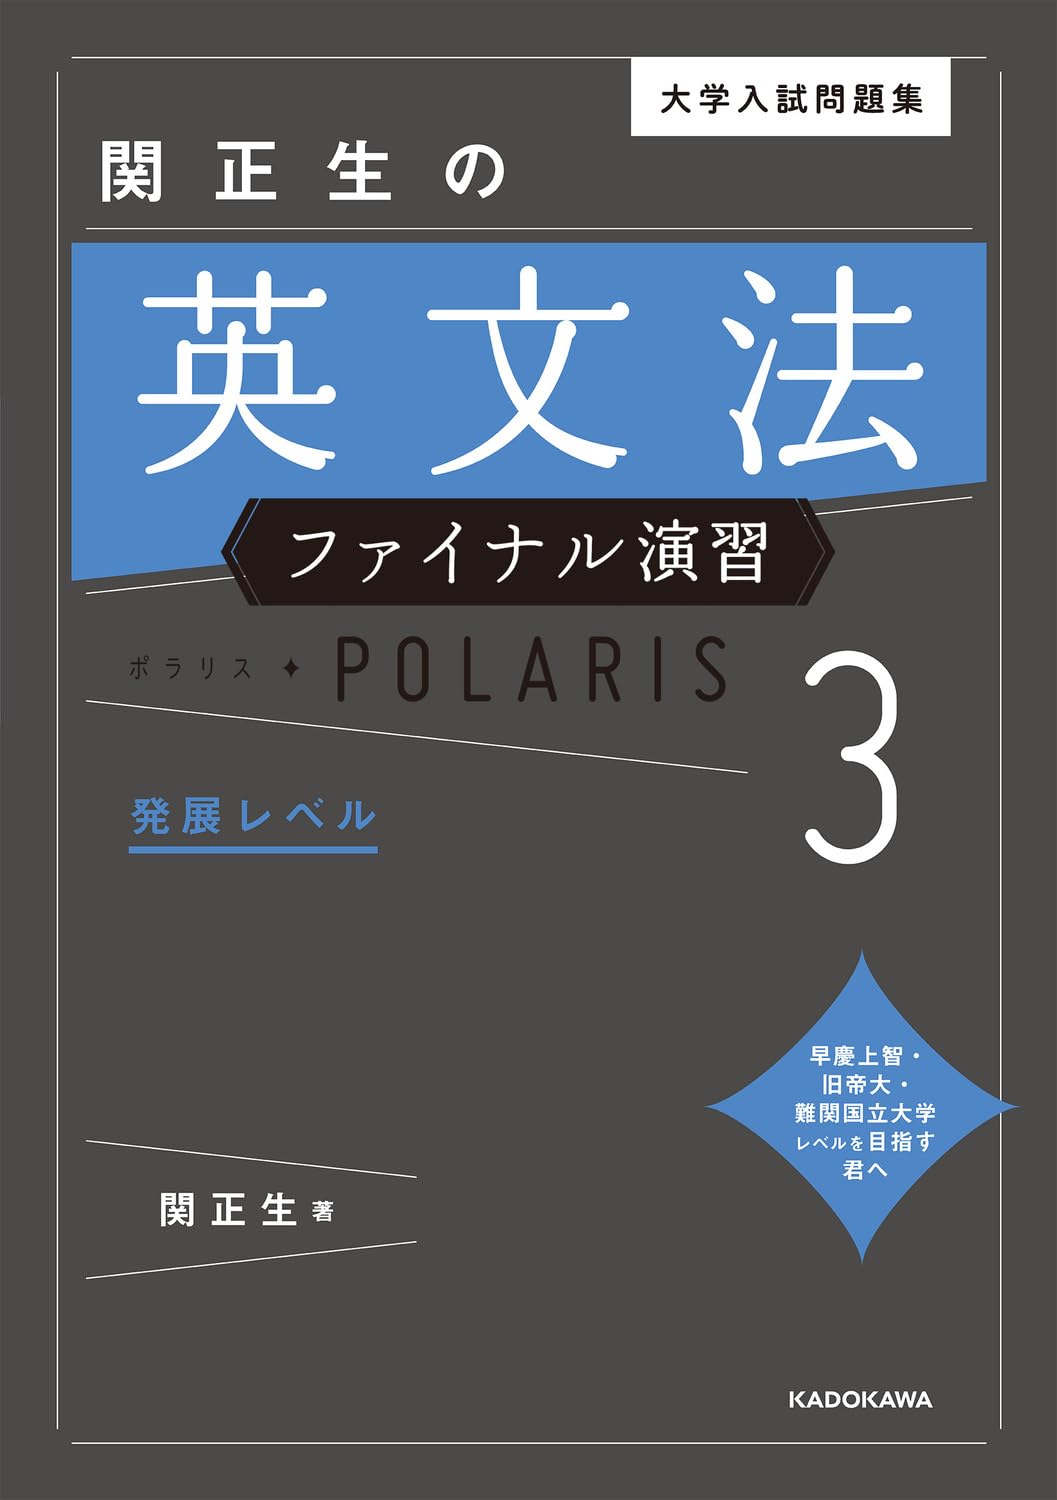 大学入試問題集
関正生の
英文法
ファイナル演習
ポラリス POLARIS
3
発展レベル
早慶上智・
旧帝大・
難関国立大学
レベルを目指す
君へ
関正生 著
KADOKAWA